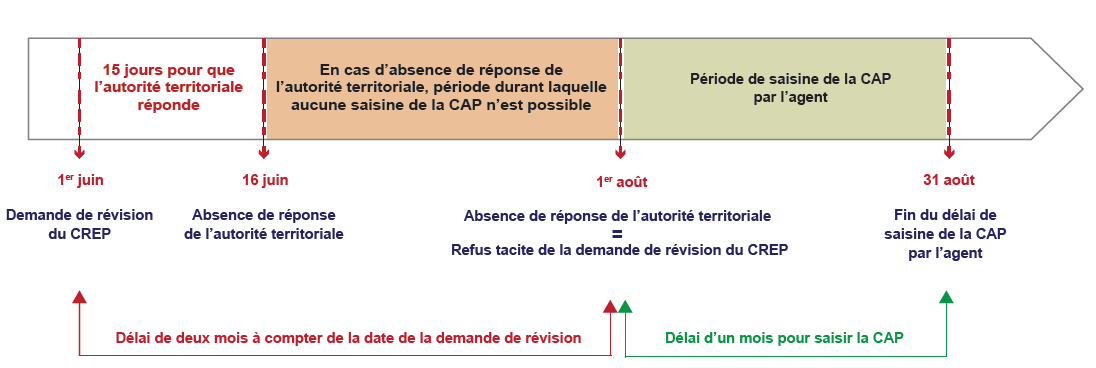 15 jours pour que
l'autorité territoriale
réponde
En cas d'absence de réponse de
l'autorité territoriale, période durant laquelle
aucune saisine de la CAP n'est possible
Période de saisine de la CAP
par l'agent
1er juin
16 juin
1er août
31 août
Demande de révision
du CREP
Absence de réponse
de l'autorité territoriale
Absence de réponse de l'autorité territoriale
=
Refus tacite de la demande de révision du CREP
Fin du délai de
saisine de la CAP
par l'agent
Délai de deux mois à compter de la date de la demande de révision
Délai d'un mois pour saisir la CAP